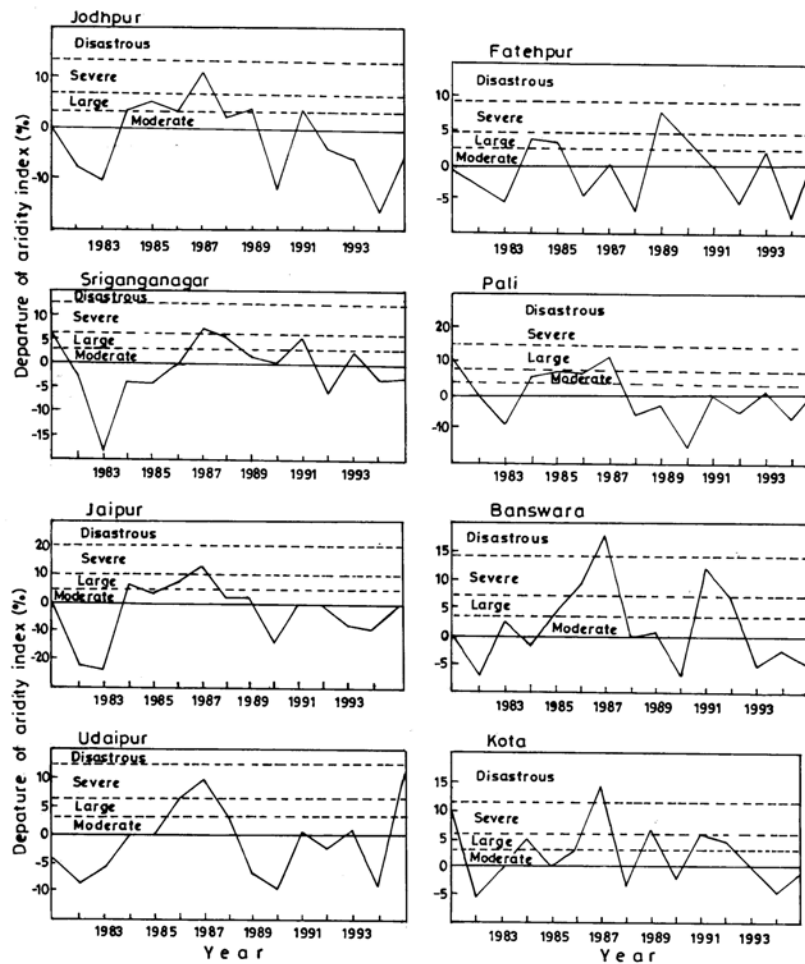 Jodhpur
Disastrous
10
Severe
Large
0
Moderate
-10
1983 1985 1987 1989 1991 1993
Fatehpur
Disastrous
10
Severe
5
Large
0
Moderate
-5
1983 1985 1987 1989 1991 1993
Departure of aridity index (%)
Sriganganagar
Disastrous
10
Severe
5
Large
0
Moderate
-5
-10
-15
1983 1985 1987 1989 1991 1993
Pali
Disastrous
20
Severe
10
Large
Moderate
0
-10
1983 1985 1987 1989 1991 1993
Jaipur
Disastrous
20
Severe
10
Large
Moderate
0
-10
-20
1983 1985 1987 1989 1991 1993
Banswara
Disastrous
15
10
Severe
5
Large
0
Moderate
-5
1983 1985 1987 1989 1991 1993
Depature of aridity index (%)
Udaipur
Disastrous
10
Severe
5
Large
0
Moderate
-5
-10
1983 1985 1987 1989 1991 1993
Year
Kota
Disastrous
15
10
Severe
5
Large
0
Moderate
-5
1983 1985 1987 1989 1991 1993
Year